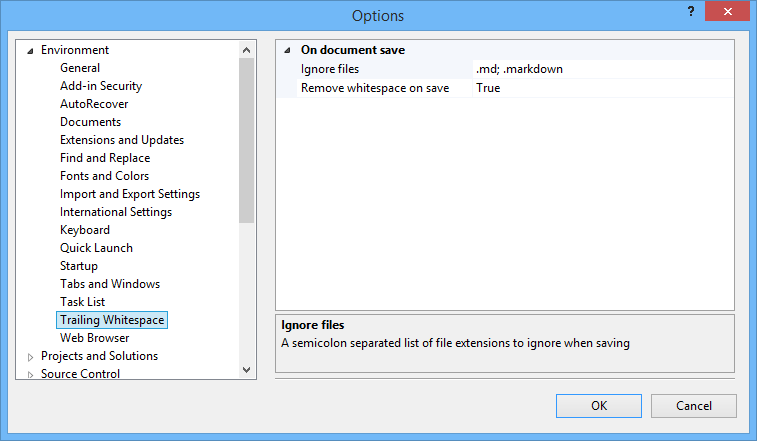 Options
?
Environment
General
Add-in Security
AutoRecover
Documents
Extensions and Updates
Find and Replace
Fonts and Colors
Import and Export Settings
International Settings
Keyboard
Quick Launch
Startup
Tabs and Windows
Task List
Trailing Whitespace
Web Browser
Projects and Solutions
Source Control
On document save
Ignore files .md; .markdown
Remove whitespace on save True
Ignore files
A semicolon separated list of file extensions to ignore when saving
OK Cancel